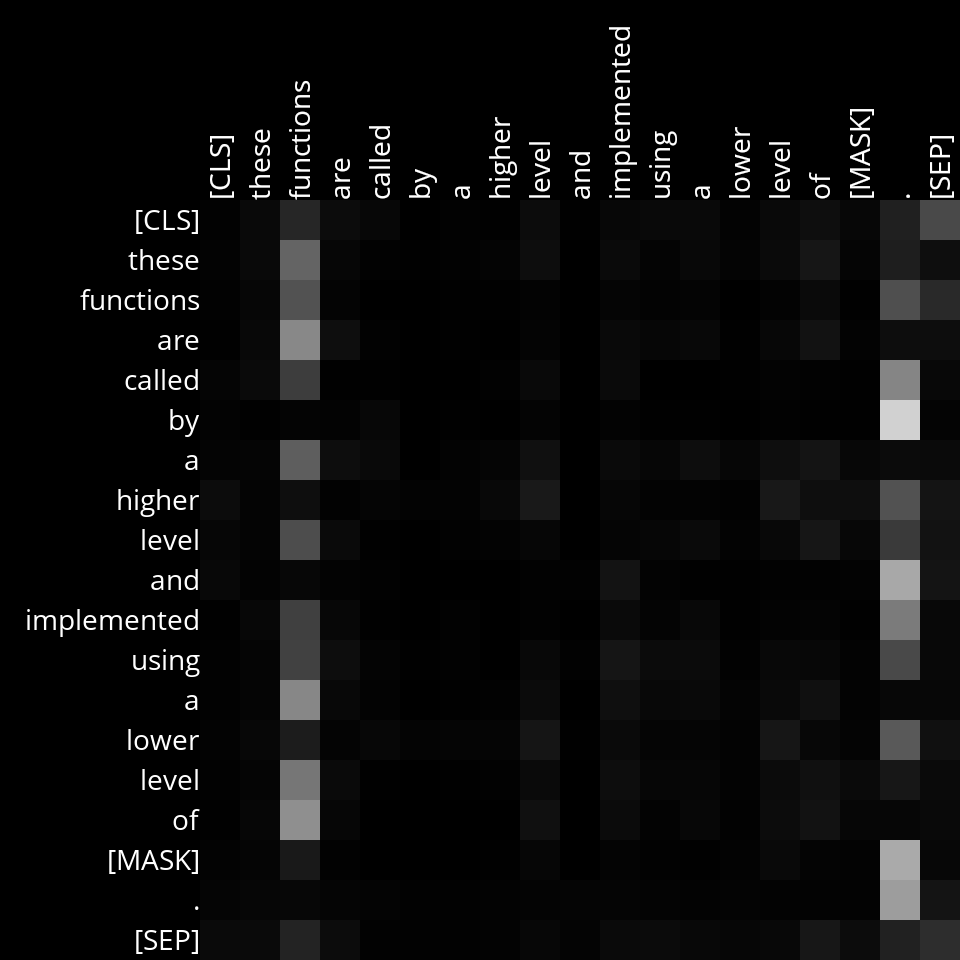 [CLS] these functions are called by a higher level and implemented using a lower level of [MASK] . [SEP]
[CLS]
these
functions
are
called
by
a
higher
level
and
implemented
using
a
lower
level
of
[MASK]
.
[SEP]